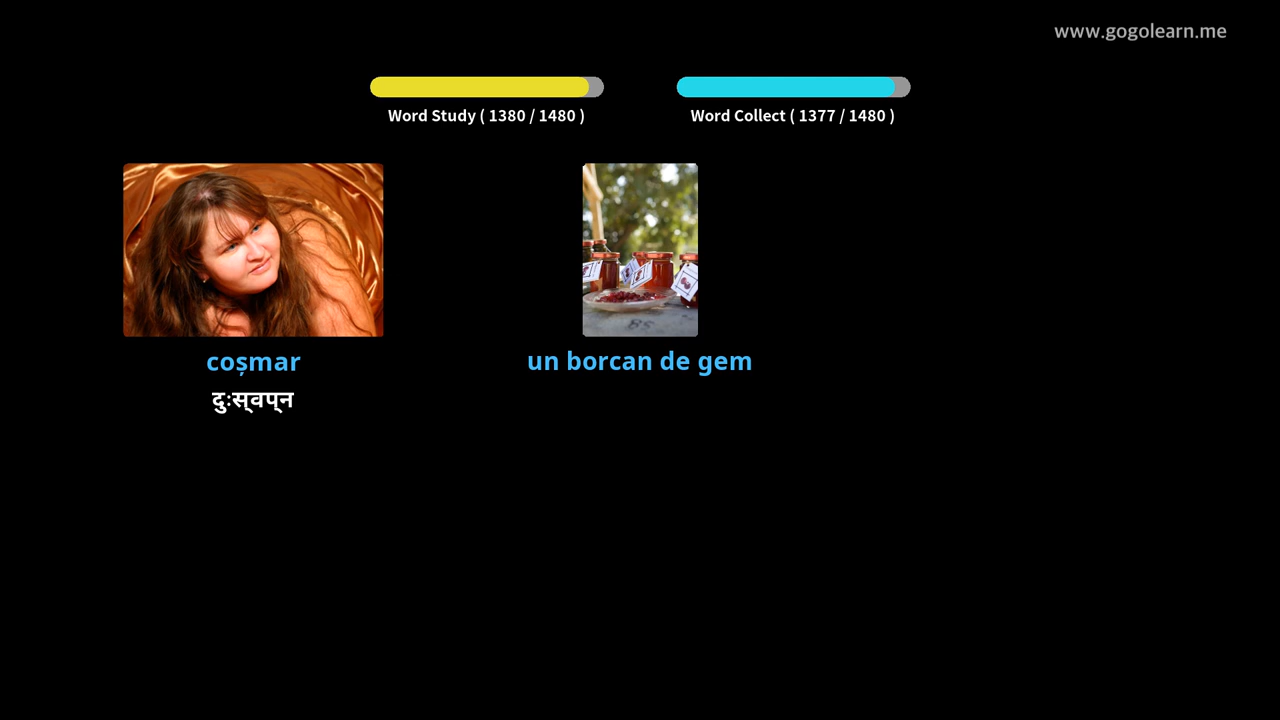 www.gogolearn.me
Word Study ( 1380 / 1480 )
Word Collect ( 1377 / 1480 )
coșmar
un borcan de gem
दुःस्वप्न